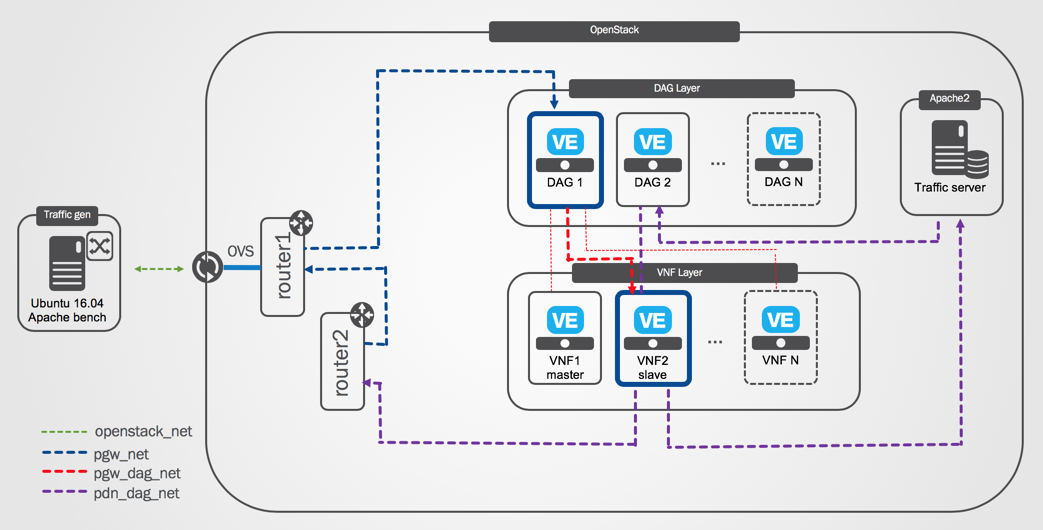 OpenStack
DAG Layer
Apache2
VE
VE
VE
DAG 1
DAG 2
...
DAG N
Traffic server
Traffic gen
Ubuntu 16.04
Apache bench
OVS
router1
router2
VNF Layer
VE
VE
VE
VNF1
master
VNF2
slave
...
VNF N
openstack_net
pgw_net
pgw_dag_net
pdn_dag_net